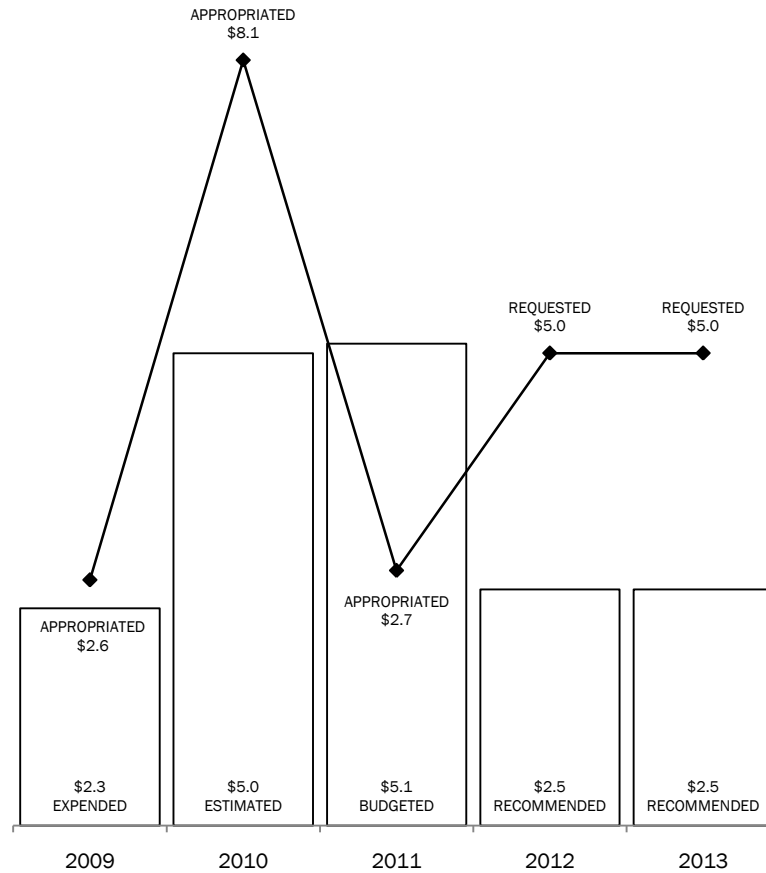 APPROPRIATED
$8.1
REQUESTED
$5.0
REQUESTED
$5.0
APPROPRIATED
$2.6
APPROPRIATED
$2.7
$2.3
EXPENDED
$5.0
ESTIMATED
$5.1
BUDGETED
$2.5
RECOMMENDED
$2.5
RECOMMENDED
2009
2010
2011
2012
2013